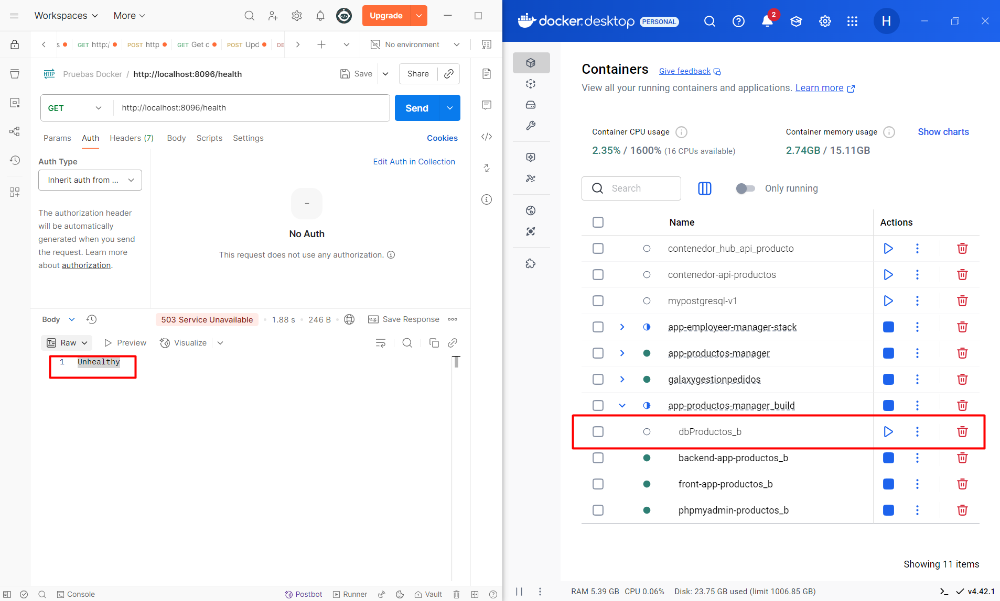 Workspaces More Upgrade
s GET http:/ POST http GET Get d POST Upd DE No environment
HTTP Pruebas Docker / http://localhost:8096/health Save Share
GET http://localhost:8096/health Send
Params Auth Headers (7) Body Scripts Settings Cookies
Auth Type
Inherit auth from ...
The authorization header
will be automatically
generated when you send
the request. Learn more
about authorization.
Edit Auth in Collection
No Auth
This request does not use any authorization.
Body 503 Service Unavailable 1.88 s 246 B e.g. Save Response
Raw Preview Visualize
1 Unhealthy
Console Postbot Runner Vault
docker.desktop PERSONAL 2 H
Containers Give feedback
View all your running containers and applications. Learn more
Container CPU usage
2.35% / 1600% (16 CPUs available)
Container memory usage
2.74GB / 15.11GB
Show charts
Search Only running
Name Actions
contenedor_hub_api_producto
contenedor-api-productos
mypostgresql-v1
app-employeer-manager-stack
app-productos-manager
galaxygestionpedidos
app-productos-manager_build
dbProductos_b
backend-app-productos_b
front-app-productos_b
phpmyadmin-productos_b
Showing 11 items
RAM 5.39 GB CPU 0.06% Disk: 23.75 GB used (limit 1006.85 GB) v4.42.1